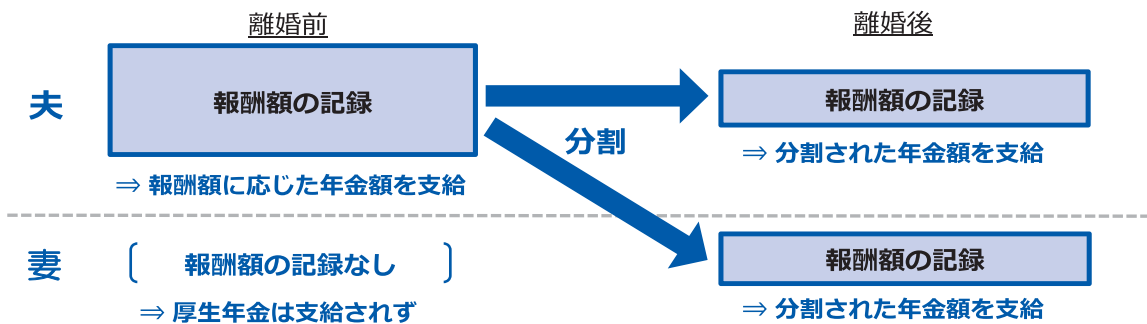 離婚前
離婚後
夫
報酬額の記録
報酬額の記録
分割
⇒ 報酬額に応じた年金額を支給
⇒ 分割された年金額を支給
妻
報酬額の記録なし
報酬額の記録
⇒ 厚生年金は支給されず
⇒ 分割された年金額を支給